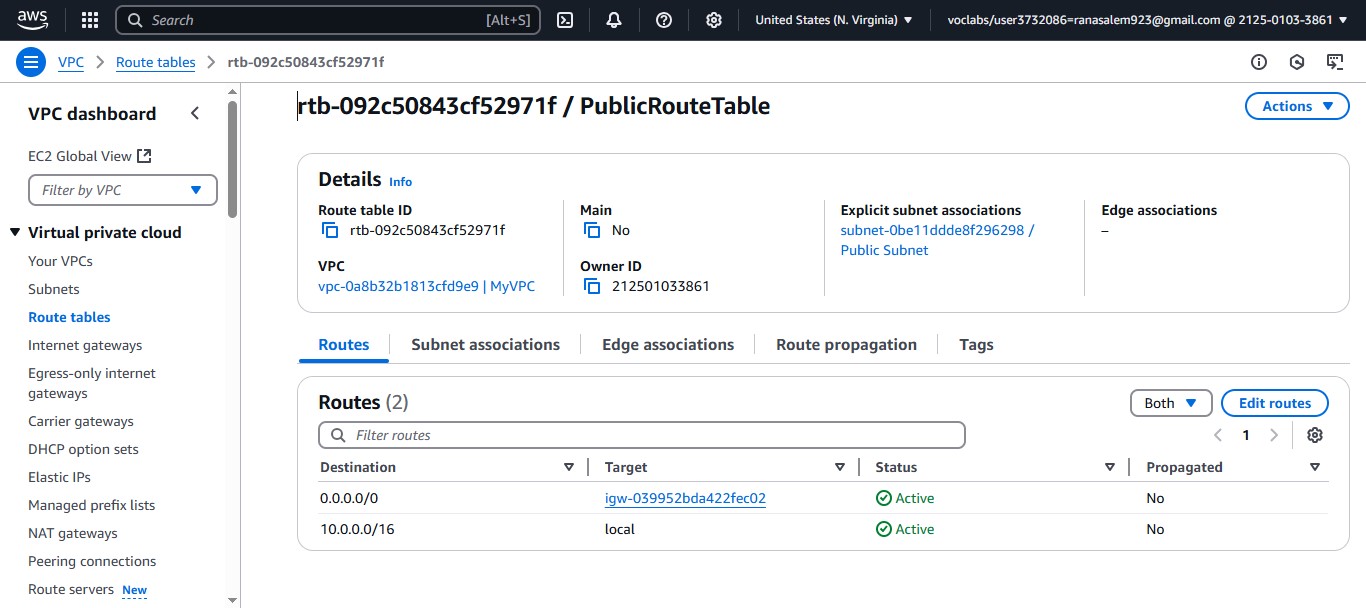 aws
Search [Alt+S]
United States (N. Virginia)
voclabs/user3732086=ranasalem923@gmail.com @ 2125-0103-3861
VPC
Route tables
rtb-092c50843cf52971f
VPC dashboard
EC2 Global View
Filter by VPC
Virtual private cloud
Your VPCs
Subnets
Route tables
Internet gateways
Egress-only internet
gateways
Carrier gateways
DHCP option sets
Elastic IPs
Managed prefix lists
NAT gateways
Peering connections
Route servers New
rtb-092c50843cf52971f / PublicRouteTable
Actions
Details Info
Route table ID
rtb-092c50843cf52971f
VPC
vpc-0a8b32b1813cfd9e9 | MyVPC
Main
No
Owner ID
212501033861
Explicit subnet associations
subnet-0be11ddde8f296298 /
Public Subnet
Edge associations
–
Routes Subnet associations Edge associations Route propagation Tags
Routes (2)
Both
Edit routes
Filter routes
1
Destination Target Status Propagated
0.0.0.0/0 igw-039952bda422fec02 Active No
10.0.0.0/16 local Active No